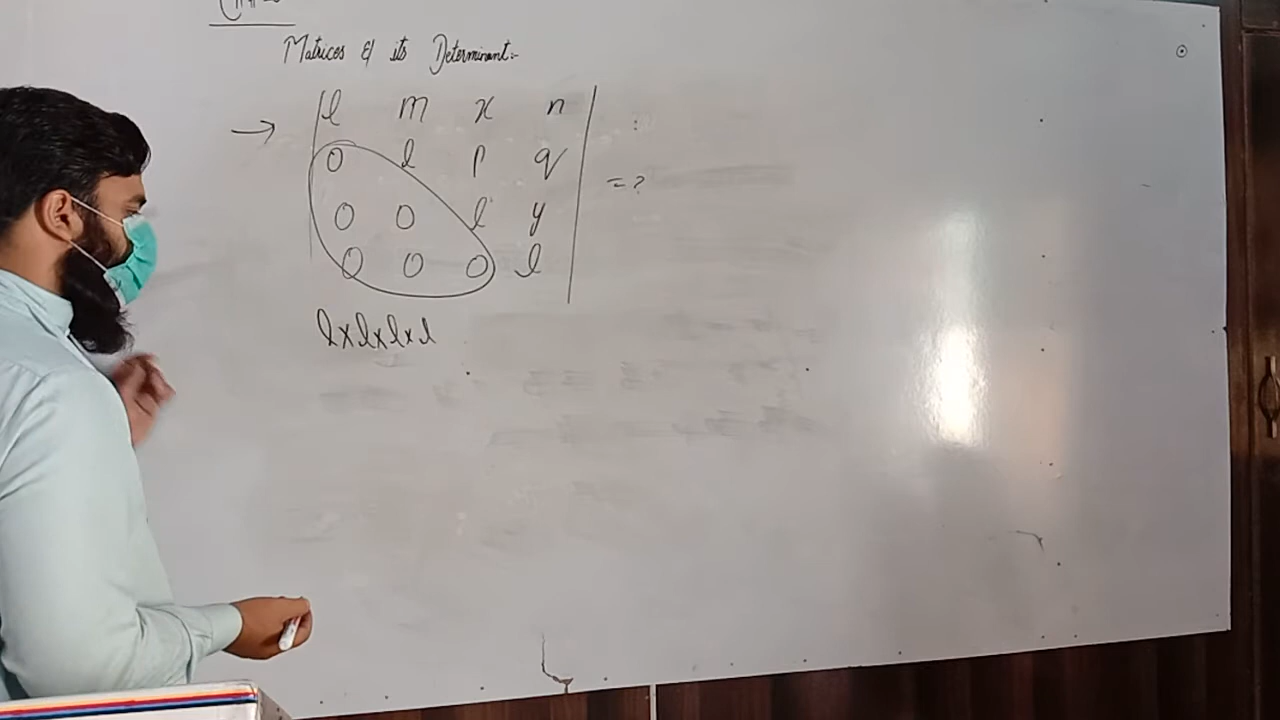 Matrices & its Determinant:-
→ | l m x n |
0 l p q
= ?
0 0 l y
0 0 0 l
l×l×l×l